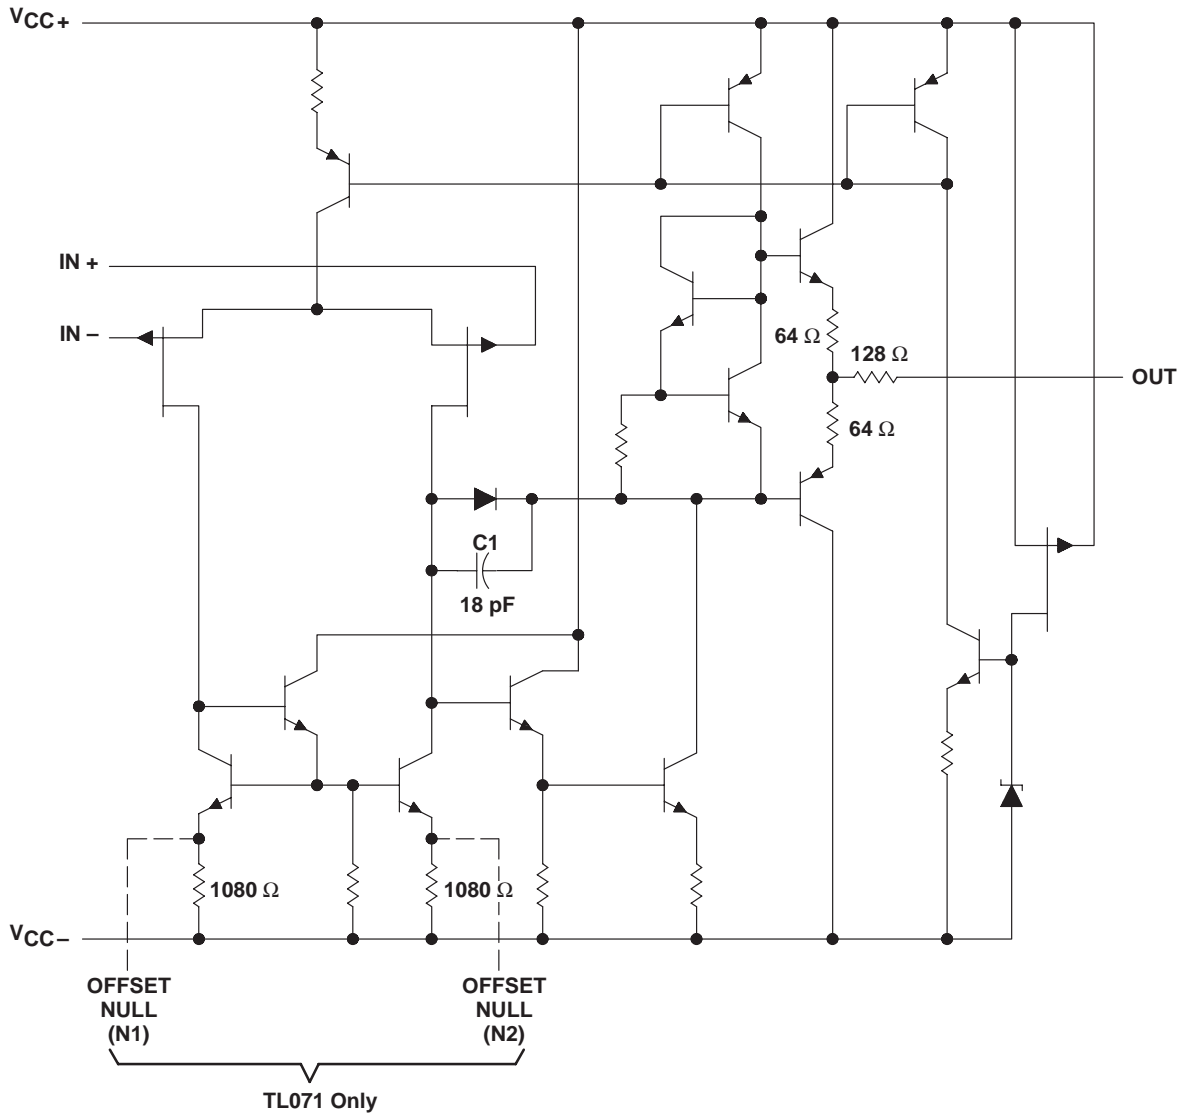 VCC+
IN +
IN –
64 Ω
128 Ω
OUT
64 Ω
C1
18 pF
1080 Ω
1080 Ω
VCC–
OFFSET
NULL
(N1)
OFFSET
NULL
(N2)
TL071 Only